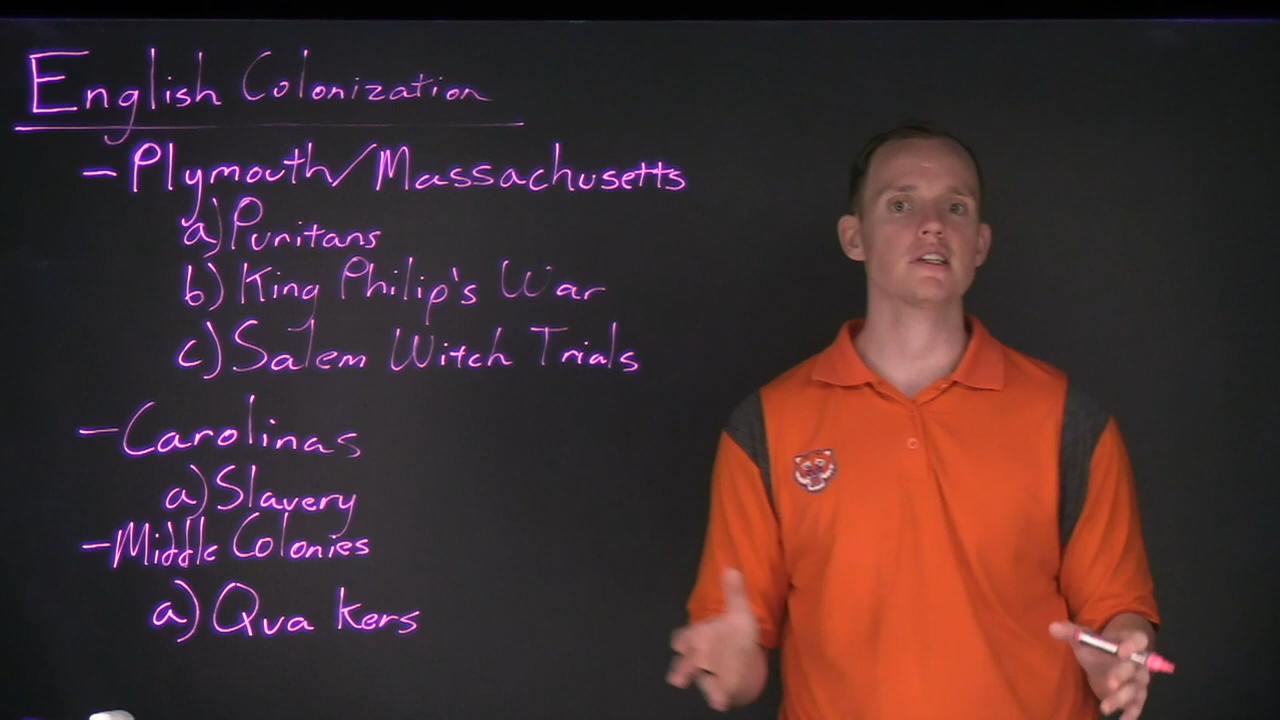 English Colonization
- Plymouth/Massachusetts
a) Puritans
b) King Philip's War
c) Salem Witch Trials
- Carolinas
a) Slavery
- Middle Colonies
a) Quakers